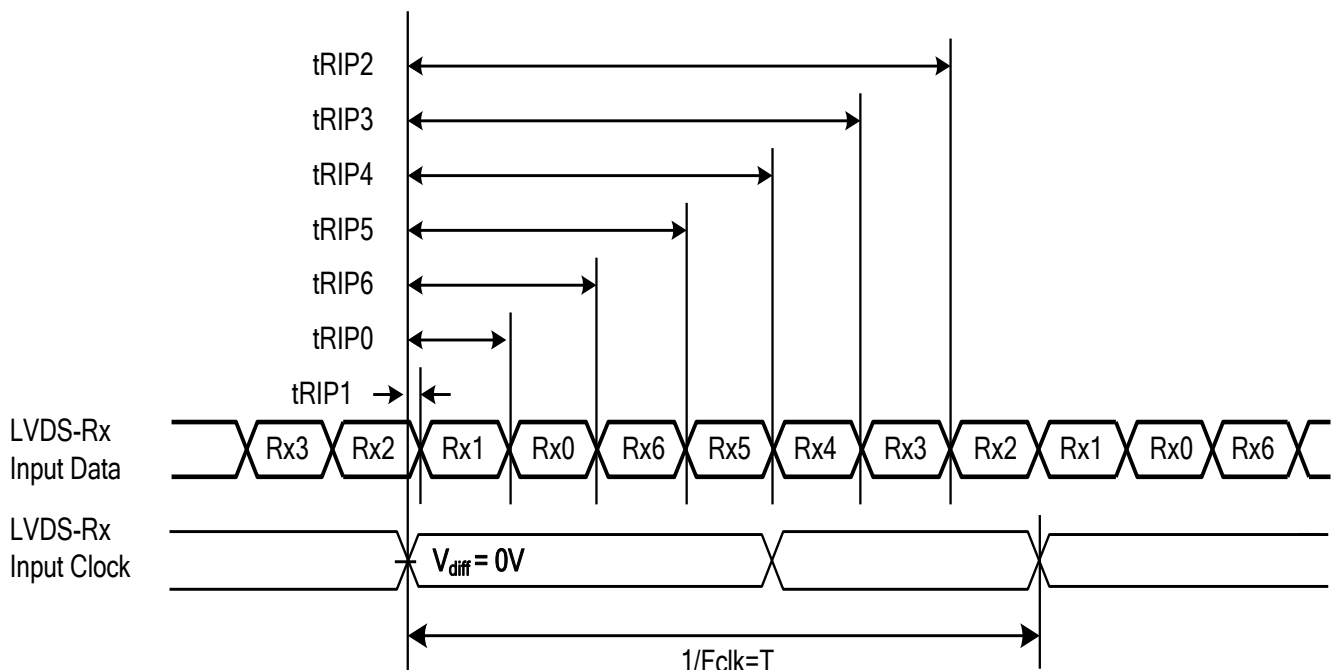 tRIP2
tRIP3
tRIP4
tRIP5
tRIP6
tRIP0
tRIP1
LVDS-Rx
Input Data
Rx3 Rx2 Rx1 Rx0 Rx6 Rx5 Rx4 Rx3 Rx2 Rx1 Rx0 Rx6
LVDS-Rx
Input Clock
Vdiff = 0V
1/Fclk=T